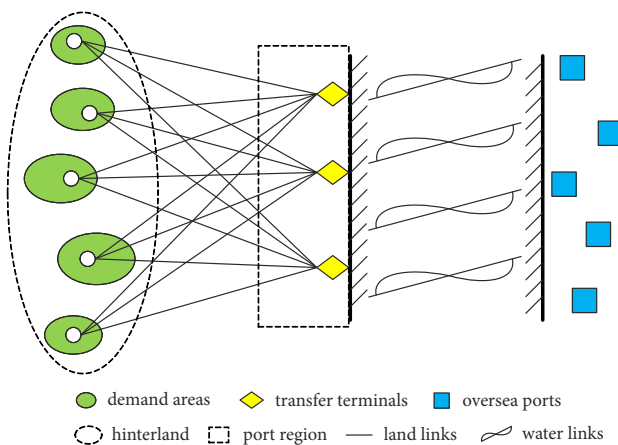 demand areas transfer terminals oversea ports
hinterland port region land links water links